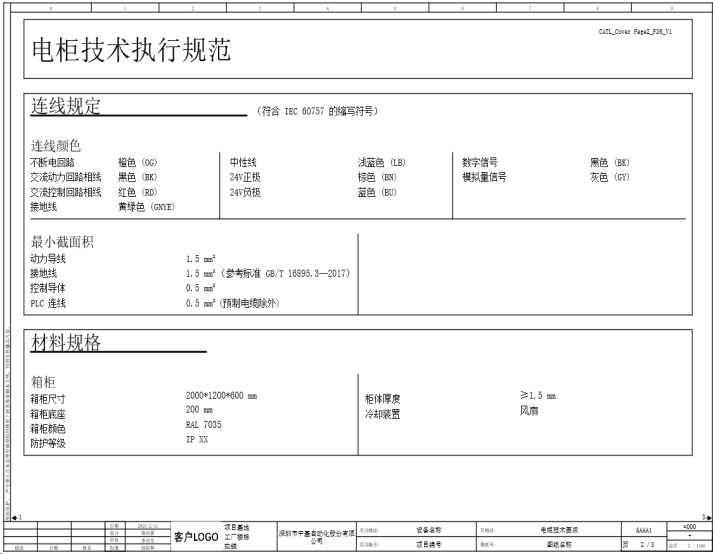 0 1 2 3 4 5 6 7 8 9
CATL_Cover Page2_F26_V1
电柜技术执行规范
连线规定 (符合 IEC 60757 的缩写符号)
连线颜色
不断电回路 橙色 (OG) 中性线 浅蓝色 (LB) 数字信号 黑色 (BK)
交流动力回路相线 黑色 (BK) 24V正极 棕色 (BN) 模拟量信号 灰色 (GY)
交流控制回路相线 红色 (RD) 24V负极 蓝色 (BU)
接地线 黄绿色 (GNYE)
最小截面积
动力导线 1.5 mm²
接地线 1.5 mm² (参考标准 GB/T 16895.3--2017)
控制导体 0.5 mm²
PLC 连线 0.5 mm² (预制电缆除外)
材料规格
箱柜
箱柜尺寸 2000*1200*600 mm 柜体厚度 ≥1.5 mm
箱柜底座 200 mm 冷却装置 风扇
箱柜颜色 RAL 7035
防护等级 IP XX
1 3
客户LOGO
项目基地
工厂楼栋
拉线
深圳市中基自动化股份有限公司
设备名称
项目编号
电柜技术要求
图纸名称
&AAA1
页 2 / 3
=000
+